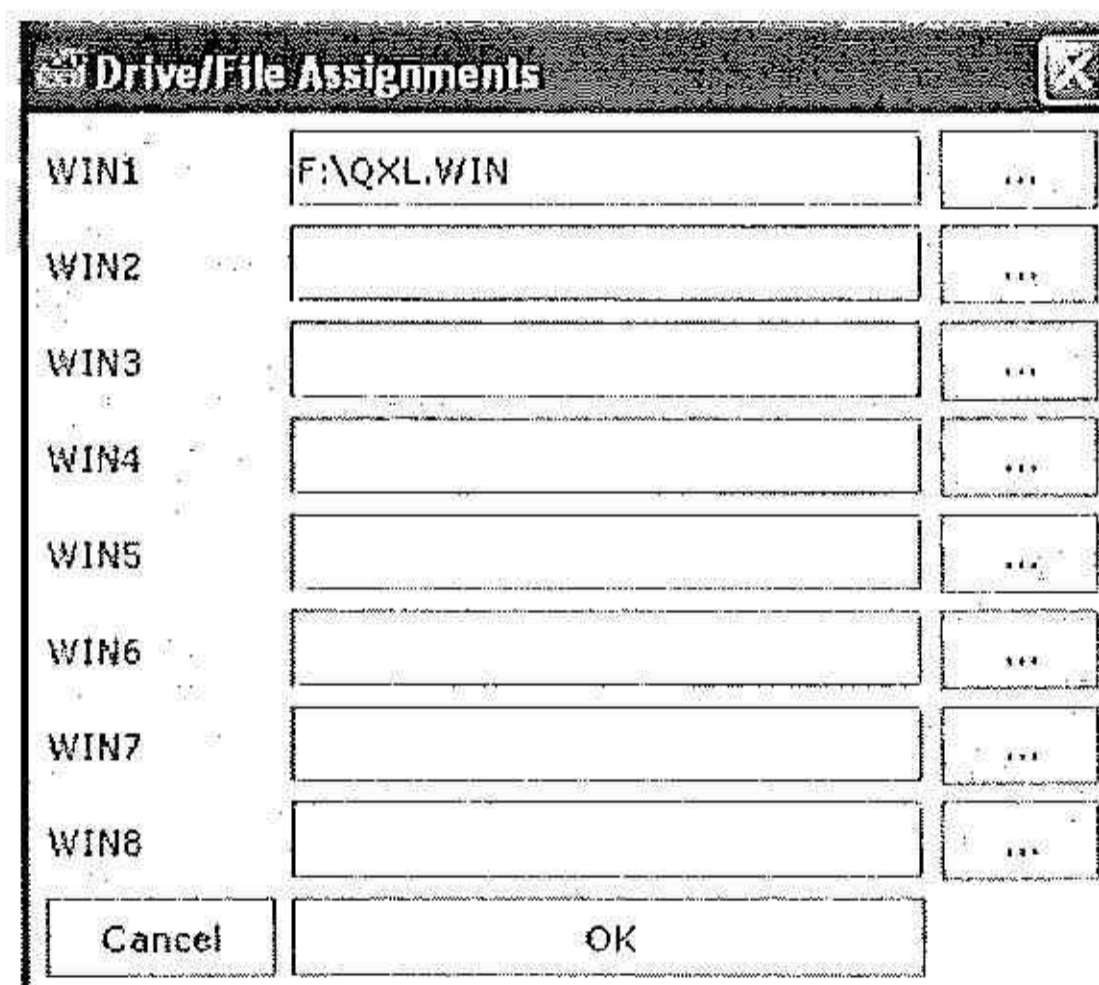 Drive/File Assignments
WIN1 F:\QXL.WIN ...
WIN2 ...
WIN3 ...
WIN4 ...
WIN5 ...
WIN6 ...
WIN7 ...
WIN8 ...
Cancel OK